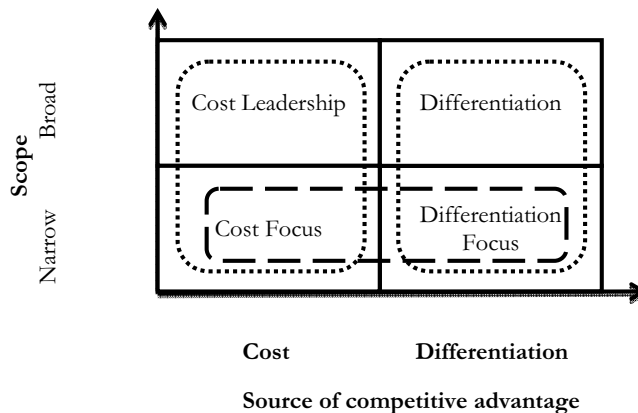 Broad
Cost Leadership
Differentiation
Scope
Narrow
Cost Focus
Differentiation
Focus
Cost
Differentiation
Source of competitive advantage